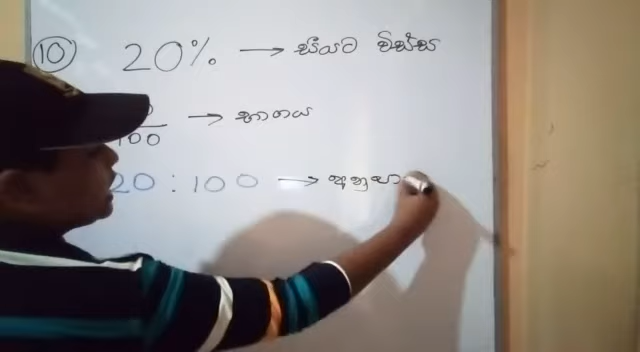 10 20% → සීයට විස්ස
100 → භාගය
20 : 100 → අනුපා